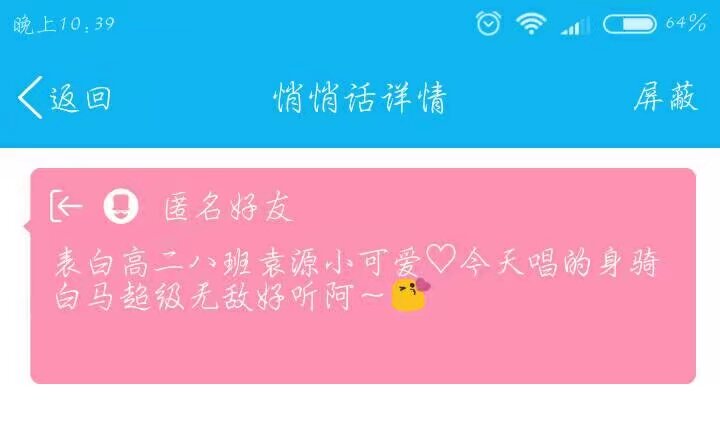 晚上10:39
64%
返回
悄悄话详情
屏蔽
匿名好友
表白高二八班袁源小可爱♡今天唱的身骑
白马超级无敌好听阿～😘